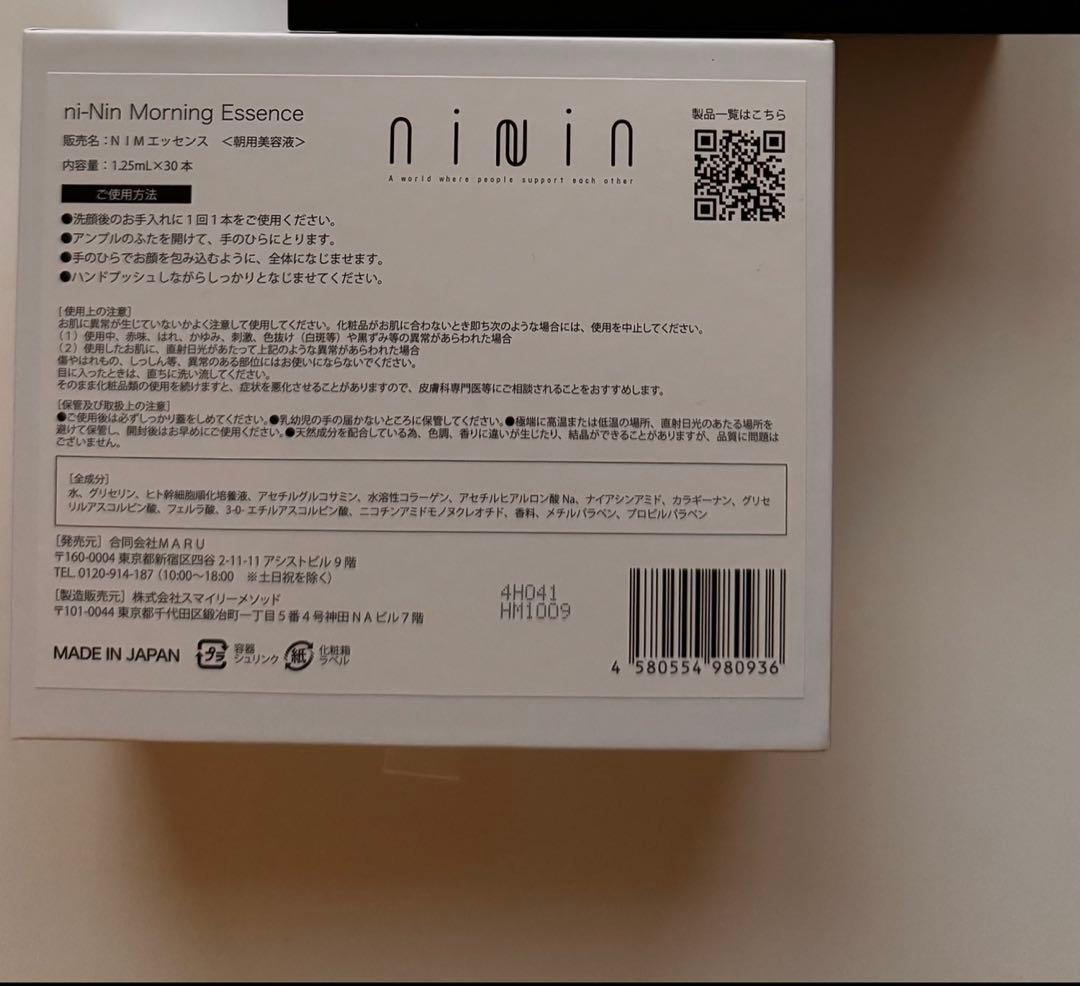 ni-Nin Morning Essence
販売名：ＮＩＭエッセンス ＜朝用美容液＞
内容量：1.25mL×30本
ご使用方法
●洗顔後のお手入れに１回１本をご使用ください。
●アンプルのふたを開けて、手のひらにとります。
●手のひらでお顔を包み込むように、全体になじませます。
●ハンドプッシュしながらしっかりとなじませてください。
niNin
A world where people support each other
製品一覧はこちら
[使用上の注意]
お肌に異常が生じていないかよく注意して使用してください。化粧品がお肌に合わないとき即ち次のような場合には、使用を中止してください。
（1）使用中、赤味、はれ、かゆみ、刺激、色抜け（白斑等）や黒ずみ等の異常があらわれた場合
（2）使用したお肌に、直射日光があたって上記のような異常があらわれた場合
傷やはれもの、しっしん等、異常のある部位にはお使いにならないでください。
目に入ったときは、直ちに洗い流してください。
そのまま化粧品類の使用を続けますと、症状を悪化させることがありますので、皮膚科専門医等にご相談されることをおすすめします。
[保管及び取扱上の注意]
●ご使用後は必ずしっかり蓋をしめてください。●乳幼児の手の届かないところに保管してください。●極端に高温または低温の場所、直射日光のあたる場所を
避けて保管し、開封後はお早めにご使用ください。●天然成分を配合している為、色調、香りに違いが生じたり、結晶ができることがありますが、品質に問題は
ございません。
[全成分]
水、グリセリン、ヒト幹細胞順化培養液、アセチルグルコサミン、水溶性コラーゲン、アセチルヒアルロン酸Na、ナイアシンアミド、カラギーナン、グリセ
リルアスコルビン酸、フェルラ酸、3-O-エチルアスコルビン酸、ニコチンアミドモノヌクレオチド、香料、メチルパラベン、プロピルパラベン
[発売元] 合同会社ＭＡＲＵ
〒160-0004 東京都新宿区四谷 2-11-11 アシストビル９階
TEL. 0120-914-187 (10:00～18:00 ※土日祝を除く)
[製造販売元] 株式会社スマイリーメソッド
〒101-0044 東京都千代田区鍛冶町一丁目５番４号神田ＮＡビル７階
4H041
HM1009
MADE IN JAPAN
プラ
容器
シュリンク
紙
化粧箱
ラベル
4 580554 980936